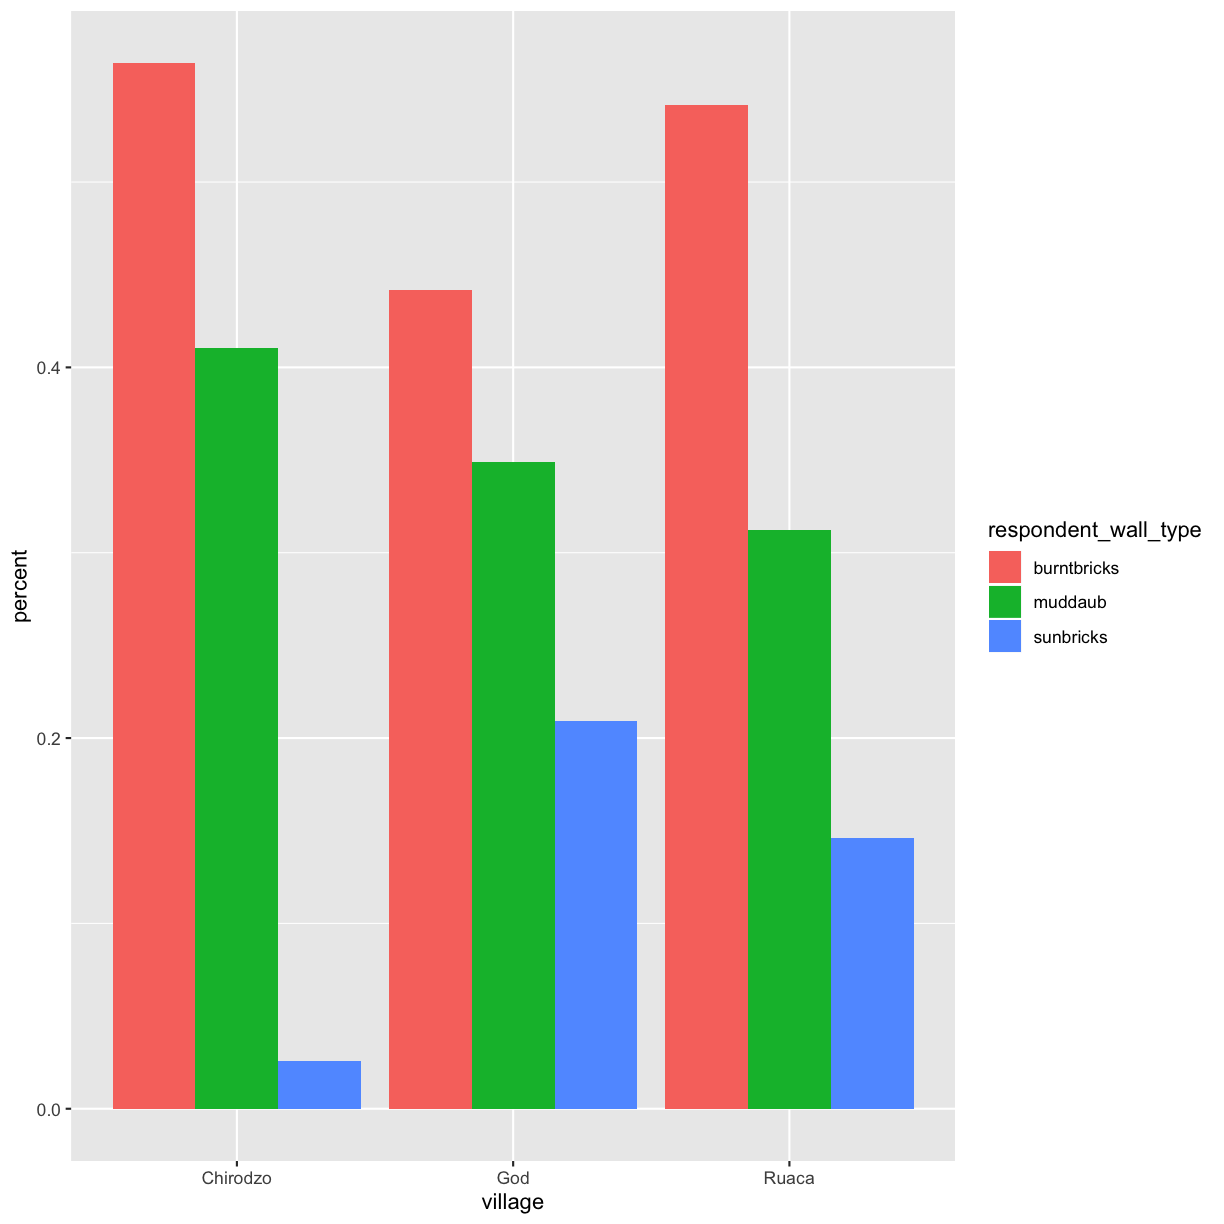 percent
0.4
0.2
0.0
Chirodzo God Ruaca
village
respondent_wall_type
burntbricks
muddaub
sunbricks